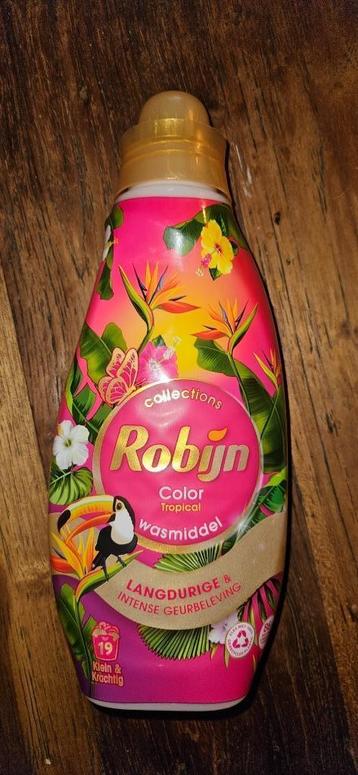 collections
Robijn
Color
Tropical
wasmiddel
LANGDURIGE &
INTENSE GEURBELEVING
19
Klein &
Krachtig